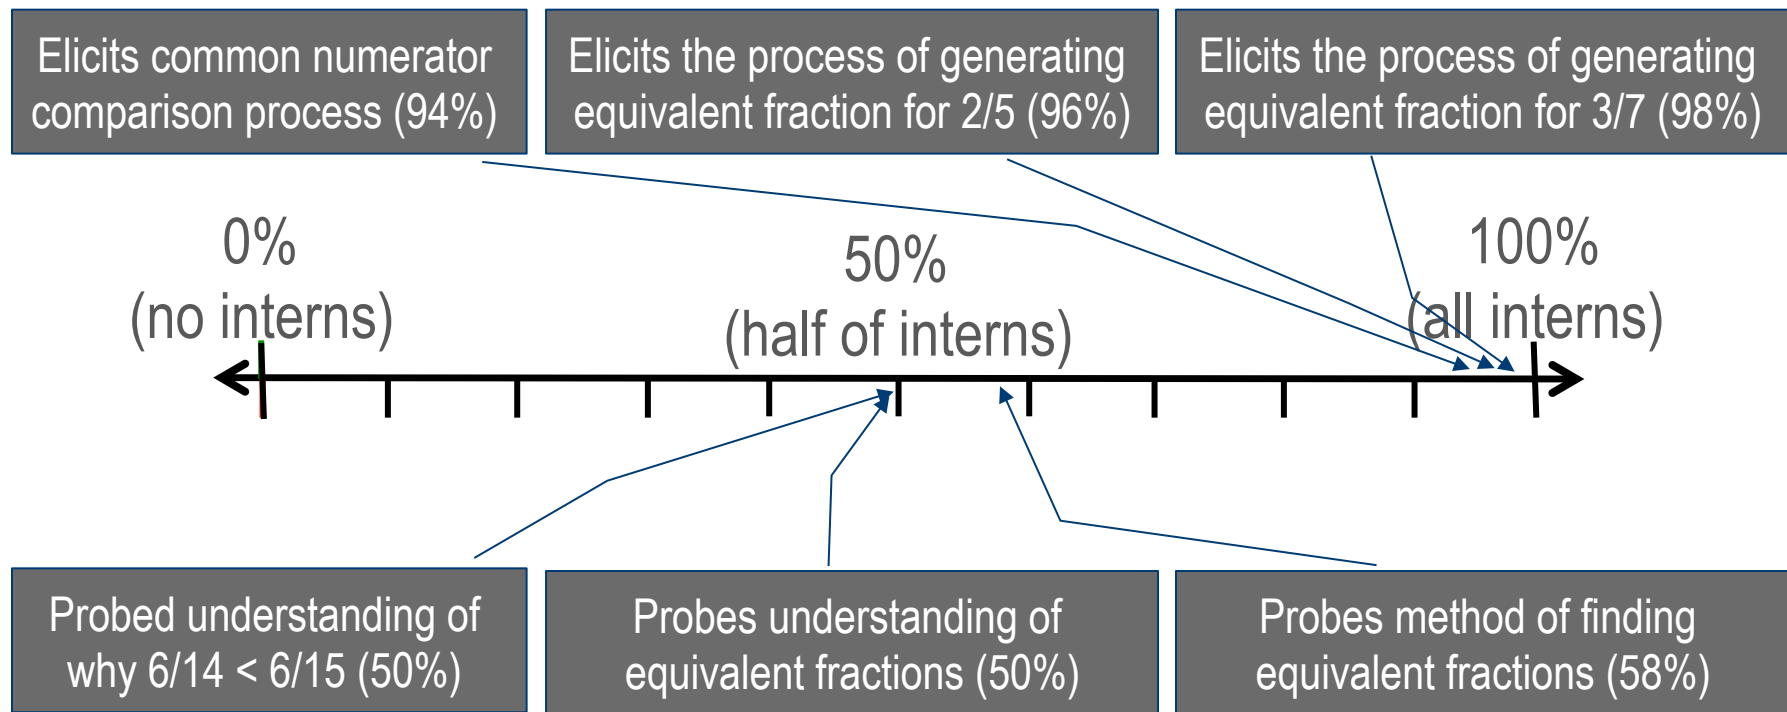 Elicits common numerator
comparison process (94%)
Elicits the process of generating
equivalent fraction for 2/5 (96%)
Elicits the process of generating
equivalent fraction for 3/7 (98%)
0%
(no interns)
50%
(half of interns)
100%
(all interns)
Probed understanding of
why 6/14 < 6/15 (50%)
Probes understanding of
equivalent fractions (50%)
Probes method of finding
equivalent fractions (58%)